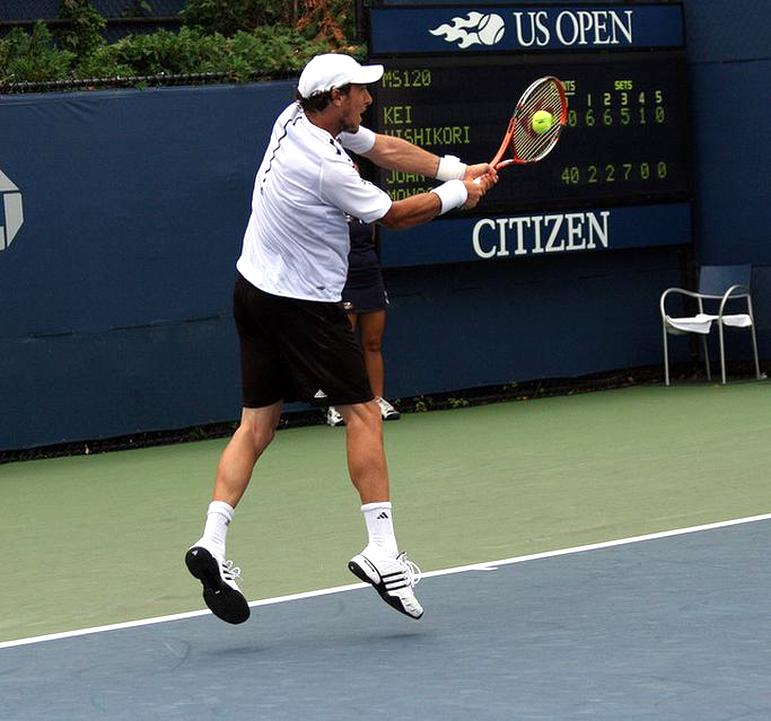 US OPEN
MS120
SETS
1 2 3 4 5
KEI
NISHIKORI
0 6 6 5 1 0
JUAN
40 2 2 7 0 0
CITIZEN